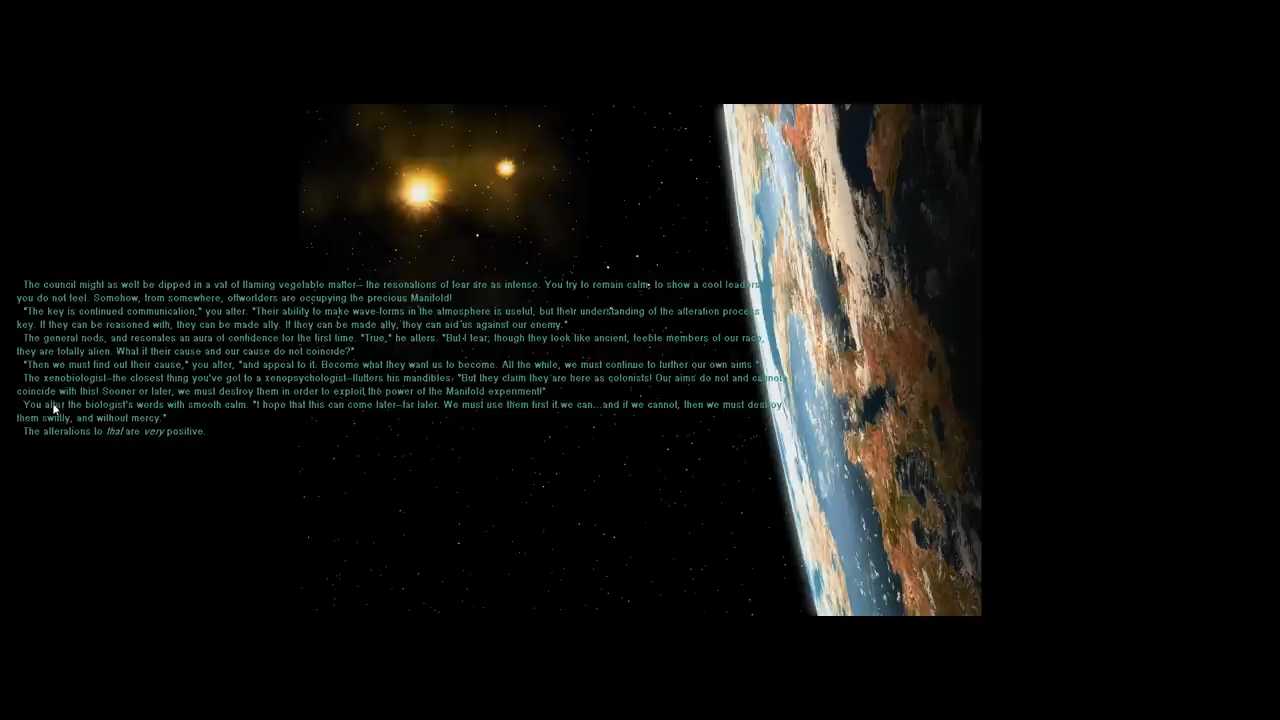 The council might as well be dipped in a vat of flaming vegetable matter-- the resonations of fear are as intense. You try to remain calm, to show a cool leaders
you do not feel. Somehow, from somewhere, offworlders are occupying the precious Manifold!
"The key is continued communication," you alter. "Their ability to make wave-forms in the atmosphere is useful, but their understanding of the alteration process
key. If they can be reasoned with, they can be made ally. If they can be made ally, they can aid us against our enemy."
The general nods, and resonates an aura of confidence for the first time. "True," he alters. "But I fear, though they look like ancient, feeble members of our race,
they are totally alien. What if their cause and our cause do not coincide?"
"Then we must find out their cause," you alter, "and appeal to it. Become what they want us to become. All the while, we must continue to further our own aims."
The xenobiologist--the closest thing you've got to a xenopsychologist--flutters his mandibles. "But they claim they are here as colonists! Our aims do not and cannot
coincide with this! Sooner or later, we must destroy them in order to exploit the power of the Manifold experiment!"
You alter the biologist's words with smooth calm. "I hope that this can come later--far later. We must use them first if we can...and if we cannot, then we must destroy
them swiftly, and without mercy."
The alterations to that are very positive.